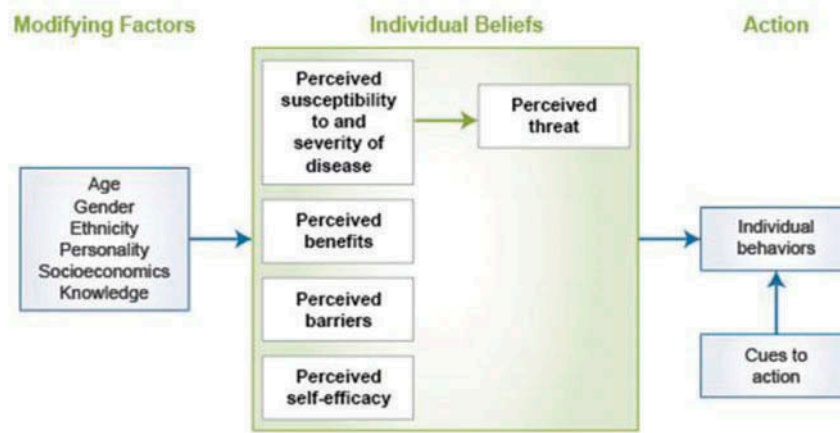 Modifying Factors
Individual Beliefs
Action
Age
Gender
Ethnicity
Personality
Socioeconomics
Knowledge
Perceived
susceptibility
to and
severity of
disease
Perceived
threat
Perceived
benefits
Perceived
barriers
Perceived
self-efficacy
Individual
behaviors
Cues to
action